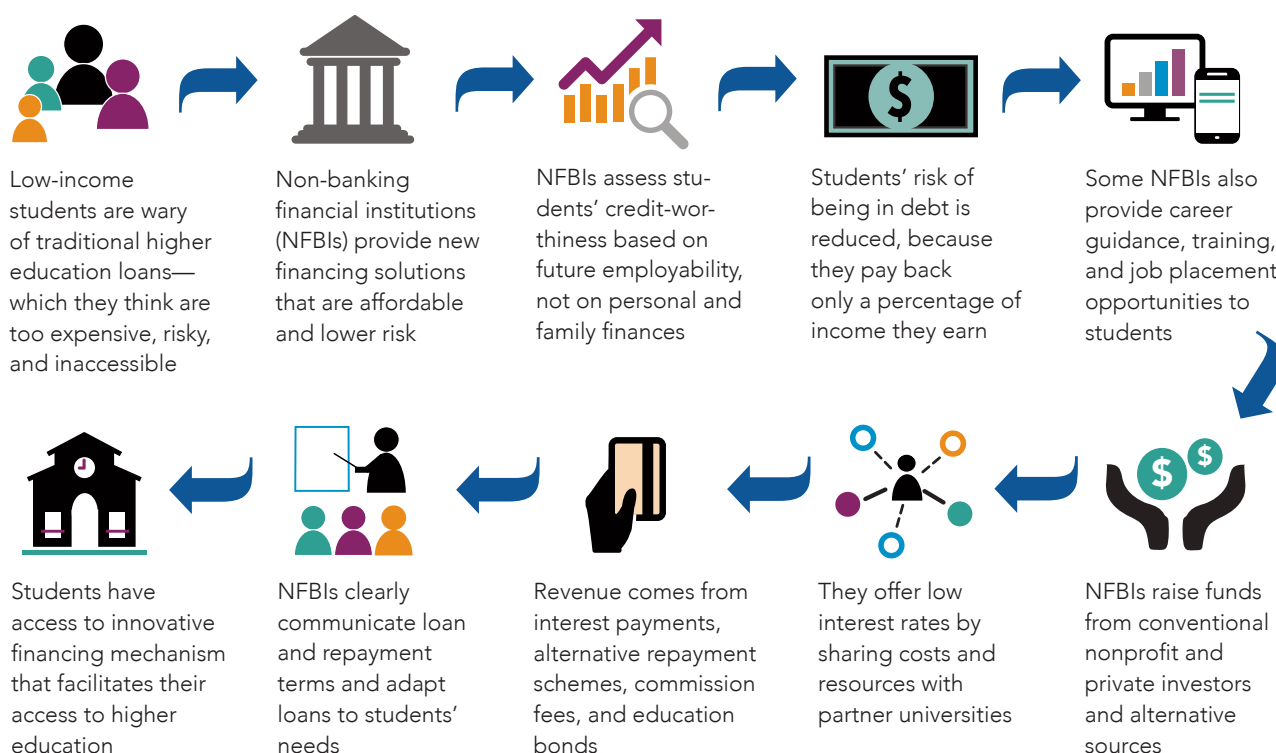 Low-income
students are wary
of traditional higher
education loans—
which they think are
too expensive, risky,
and inaccessible
Non-banking
financial institutions
(NFBIs) provide new
financing solutions
that are affordable
and lower risk
NFBIs assess stu-
dents’ credit-wor-
thiness based on
future employability,
not on personal and
family finances
$
Students’ risk of
being in debt is
reduced, because
they pay back
only a percentage of
income they earn
Some NFBIs also
provide career
guidance, training,
and job placement
opportunities to
students
$ $
NFBIs raise funds
from conventional
nonprofit and
private investors
and alternative
sources
They offer low
interest rates by
sharing costs and
resources with
partner universities
Revenue comes from
interest payments,
alternative repayment
schemes, commission
fees, and education
bonds
NFBIs clearly
communicate loan
and repayment
terms and adapt
loans to students’
needs
Students have
access to innovative
financing mechanism
that facilitates their
access to higher
education